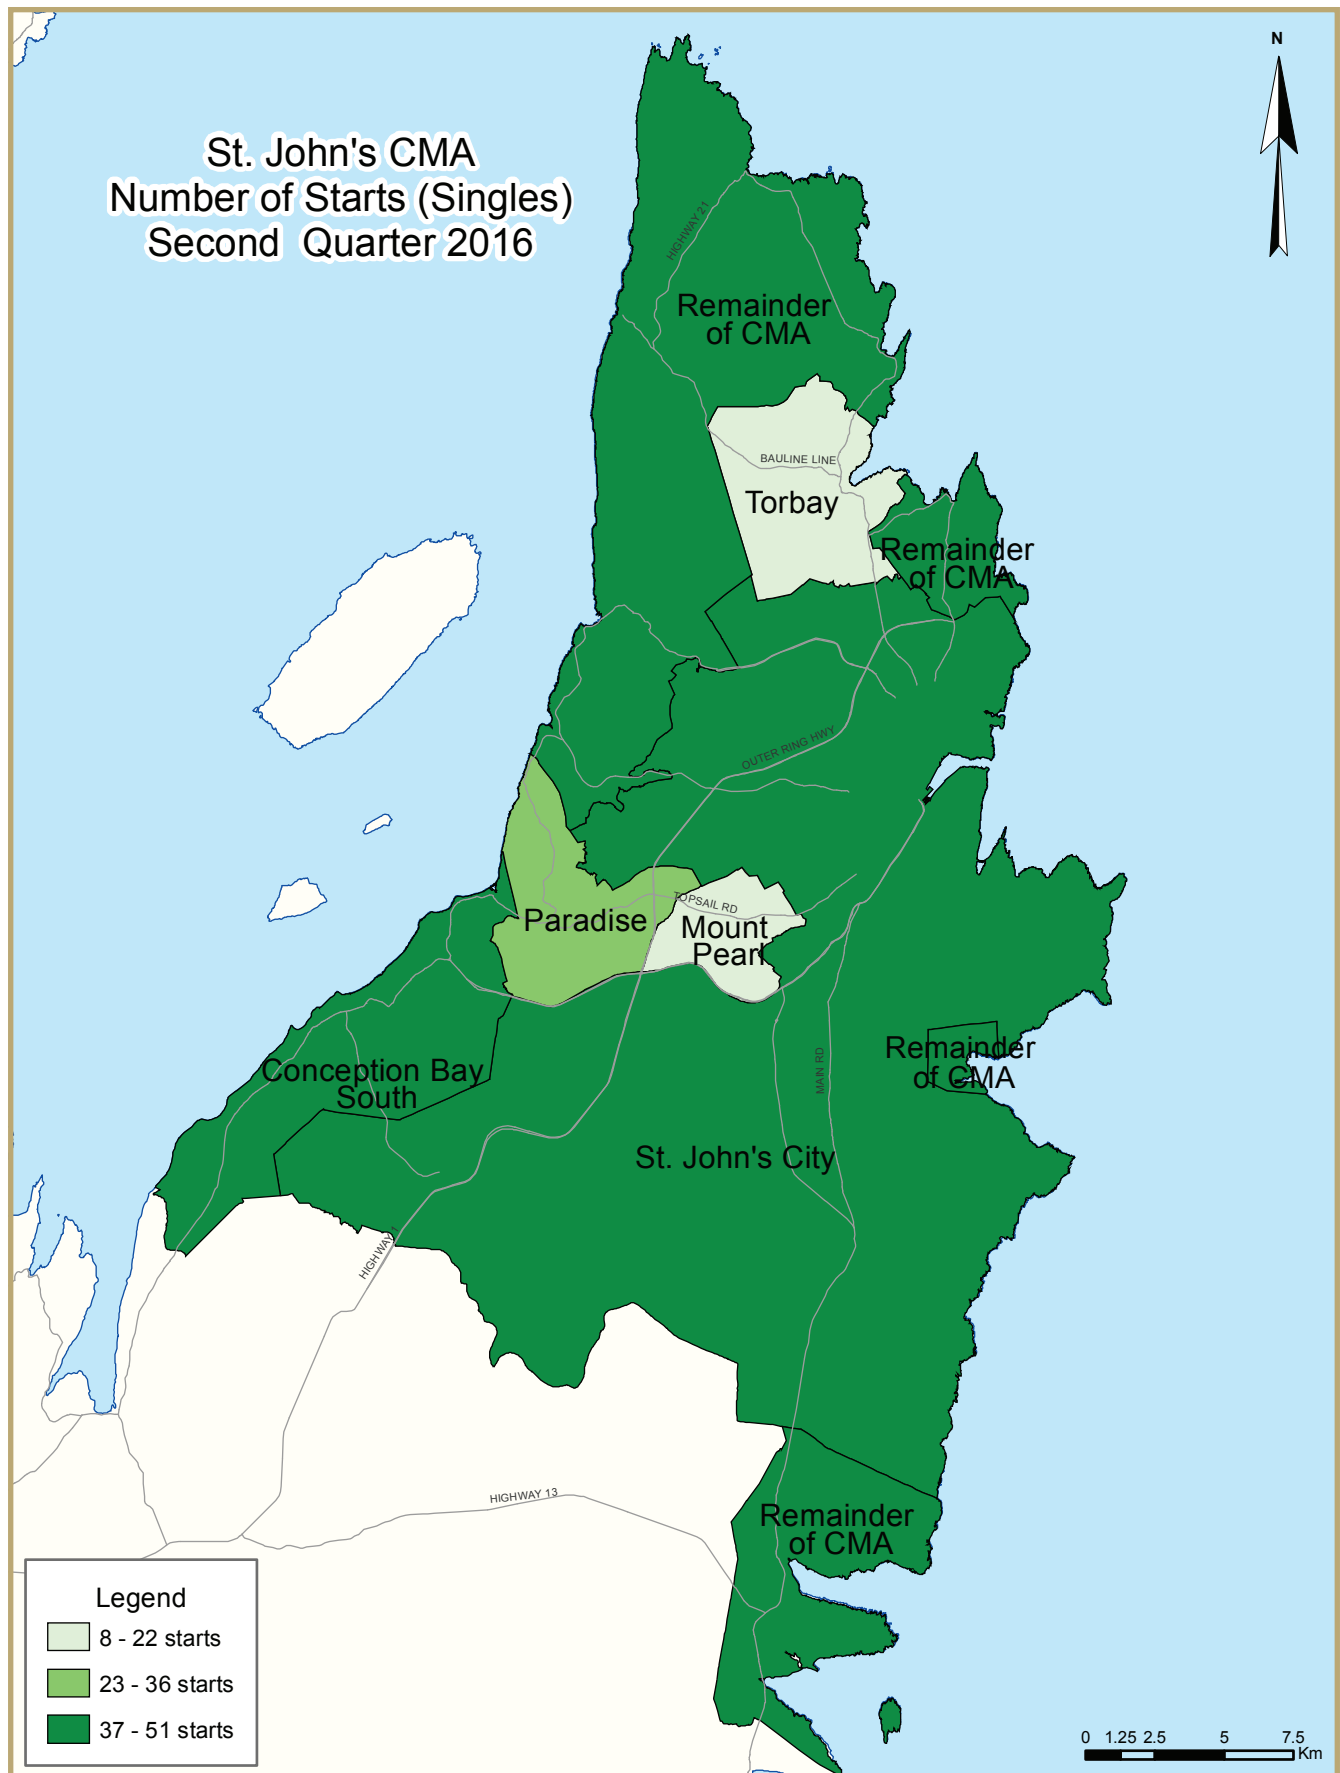 St. John's CMA
Number of Starts (Singles)
Second Quarter 2016
N
HIGHWAY 21
Remainder
of CMA
BAULINE LINE
Torbay
Remainder
of CMA
OUTER RING HWY
TOPSAIL RD
Paradise
Mount
Pearl
Remainder
of CMA
MAIN RD
Conception Bay
South
St. John's City
HIGHWAY 1
HIGHWAY 13
Remainder
of CMA
Legend
8 - 22 starts
23 - 36 starts
37 - 51 starts
0 1.25 2.5 5 7.5
Km